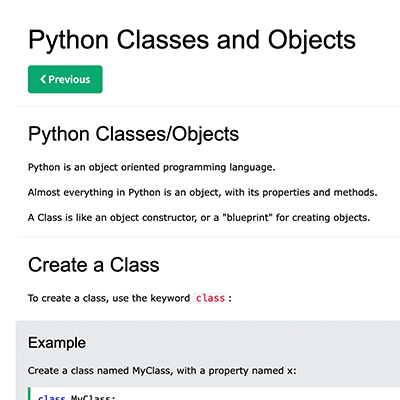 Python Classes and Objects
Previous
Python Classes/Objects
Python is an object oriented programming language.
Almost everything in Python is an object, with its properties and methods.
A Class is like an object constructor, or a "blueprint" for creating objects.
Create a Class
To create a class, use the keyword class:
Example
Create a class named MyClass, with a property named x:
class MyClass: